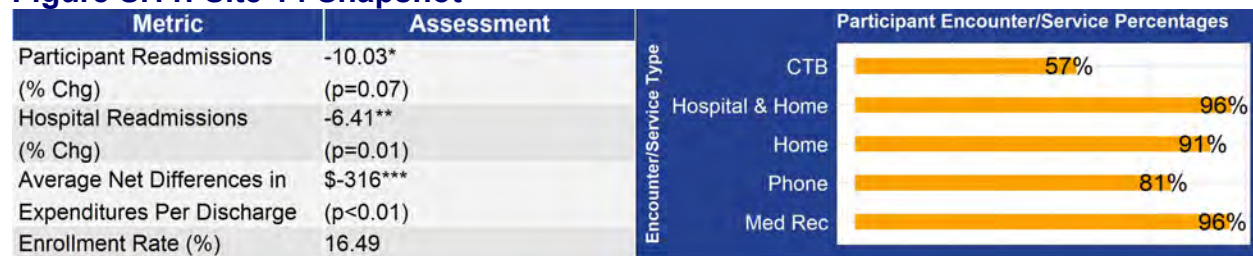 Metric Assessment
Participant Readmissions -10.03*
(% Chg) (p=0.07)
Hospital Readmissions -6.41**
(% Chg) (p=0.01)
Average Net Differences in $-316***
Expenditures Per Discharge (p<0.01)
Enrollment Rate (%) 16.49
Participant Encounter/Service Percentages
Encounter/Service Type
CTB 57%
Hospital & Home 96%
Home 91%
Phone 81%
Med Rec 96%